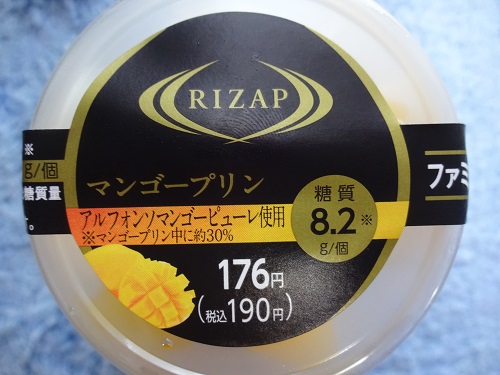 RIZAP
※
g/個
糖質量
マンゴープリン
糖質
8.2※
g/個
アルフォンソマンゴーピューレ使用
※マンゴープリン中に約30%
176円
(税込190円)
ファミ